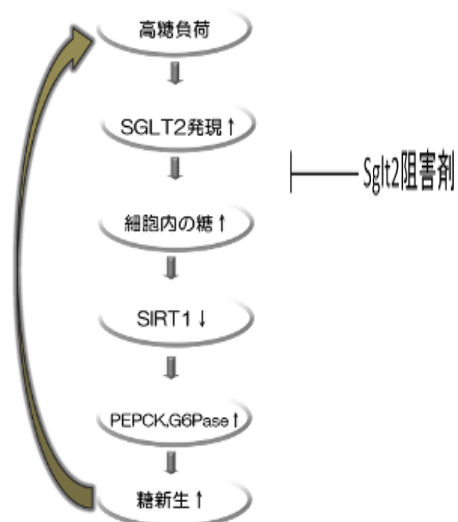 高糖負荷
SGLT2発現↑
Sglt2阻害剤
細胞内の糖↑
SIRT1↓
PEPCK,G6Pase↑
糖新生↑